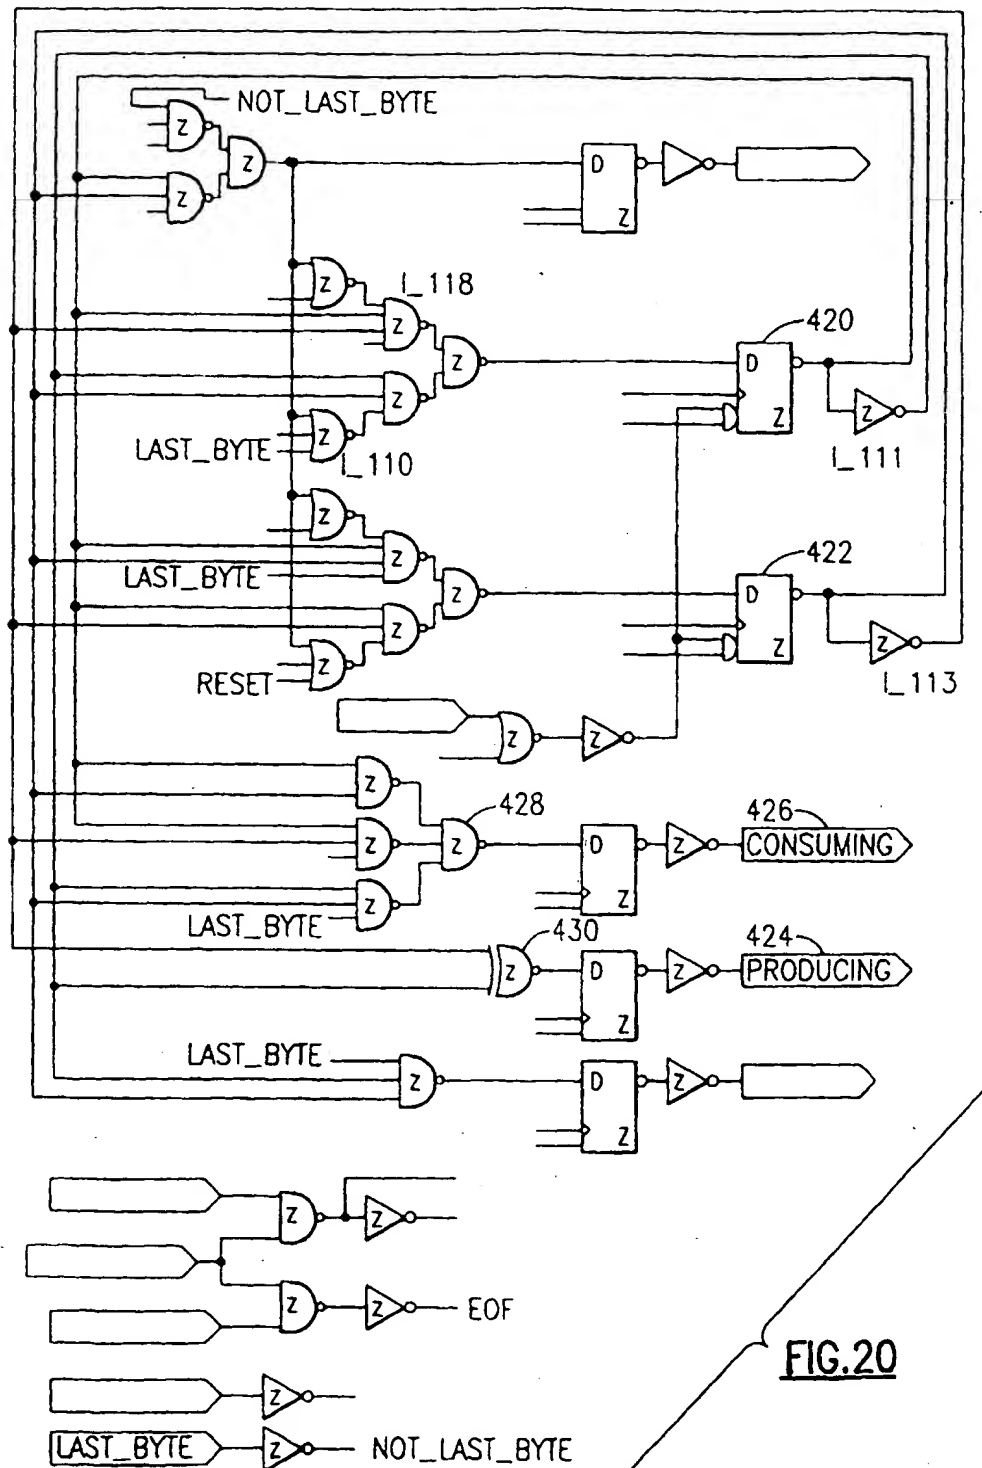 NOT_LAST_BYTE
Z
Z
Z
D
Z
Z
Z
I_118
Z
Z
420
D
Z
Z
Z
LAST_BYTE
Z
I_110
Z
I_111
Z
Z
LAST_BYTE
Z
422
D
Z
Z
RESET
Z
Z
I_113
Z
Z
Z
428
Z
Z
D
Z
Z
426
CONSUMING
Z
LAST_BYTE
430
Z
D
Z
Z
424
PRODUCING
LAST_BYTE
Z
D
Z
Z
Z
Z
Z
Z
EOF
FIG.20
Z
LAST_BYTE
Z
NOT_LAST_BYTE